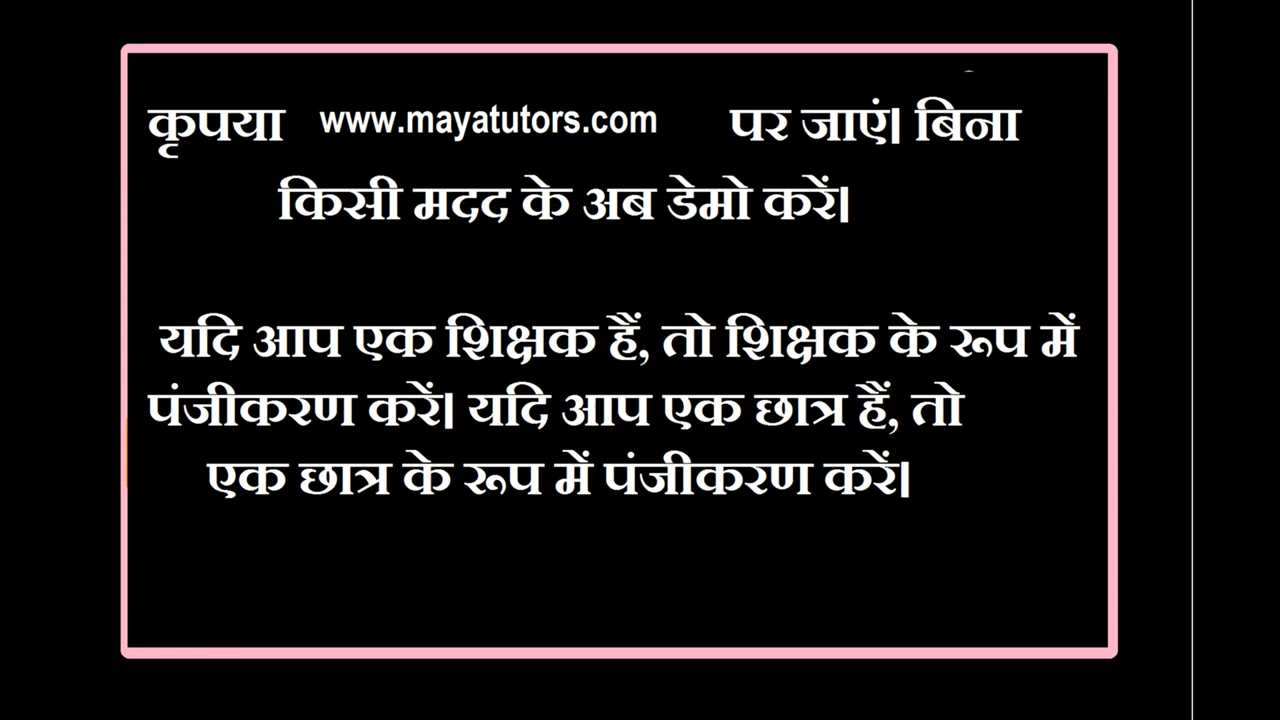 कृपया www.mayatutors.com पर जाएं। बिना
किसी मदद के अब डेमो करें।
यदि आप एक शिक्षक हैं, तो शिक्षक के रूप में
पंजीकरण करें। यदि आप एक छात्र हैं, तो
एक छात्र के रूप में पंजीकरण करें।